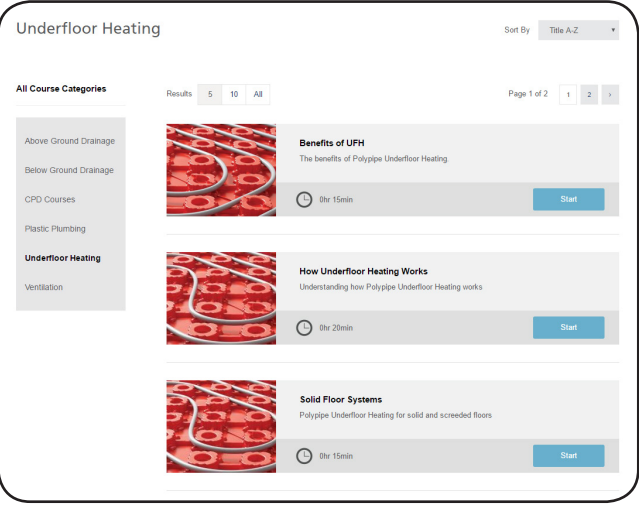 Underfloor Heating
Sort By Title A-Z
All Course Categories
Results 5 10 All
Page 1 of 2 1 2 ›
Above Ground Drainage
Below Ground Drainage
CPD Courses
Plastic Plumbing
Underfloor Heating
Ventilation
Benefits of UFH
The benefits of Polypipe Underfloor Heating.
0hr 15min
Start
How Underfloor Heating Works
Understanding how Polypipe Underfloor Heating works
0hr 20min
Start
Solid Floor Systems
Polypipe Underfloor Heating for solid and screeded floors
0hr 15min
Start